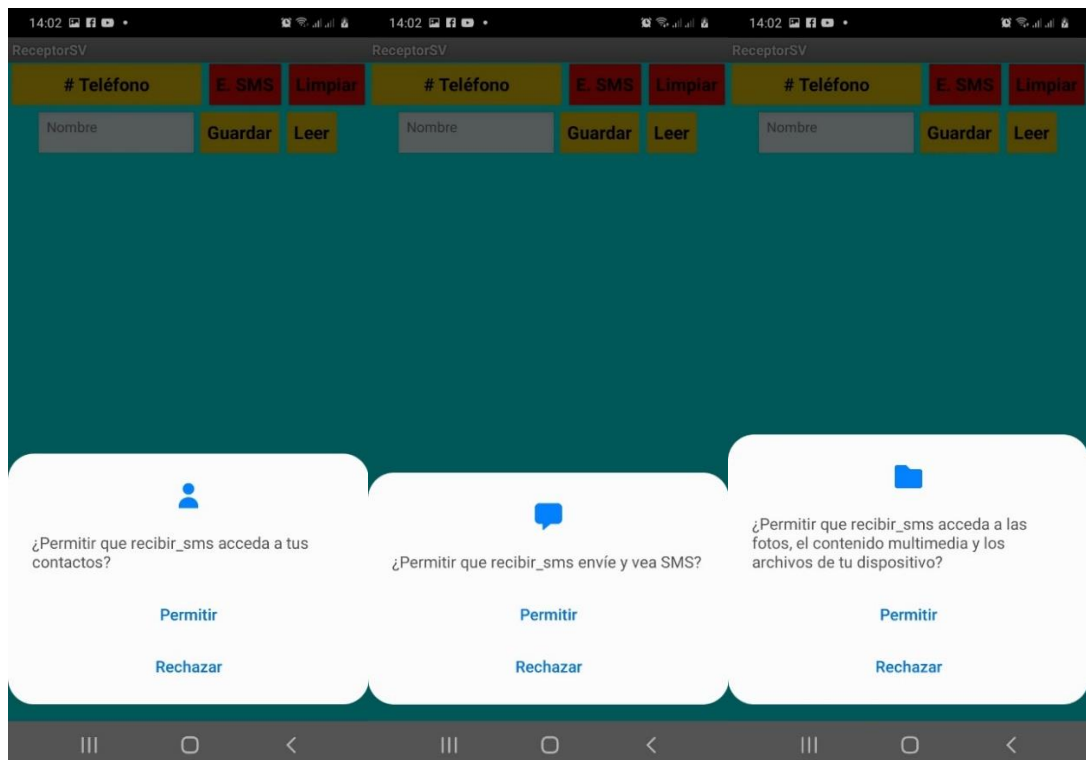 14:02
ReceptorSV
# Teléfono E. SMS Limpiar
Nombre Guardar Leer
¿Permitir que recibir_sms acceda a tus
contactos?
Permitir
Rechazar
14:02
ReceptorSV
# Teléfono E. SMS Limpiar
Nombre Guardar Leer
¿Permitir que recibir_sms envíe y vea SMS?
Permitir
Rechazar
14:02
ReceptorSV
# Teléfono E. SMS Limpiar
Nombre Guardar Leer
¿Permitir que recibir_sms acceda a las
fotos, el contenido multimedia y los
archivos de tu dispositivo?
Permitir
Rechazar